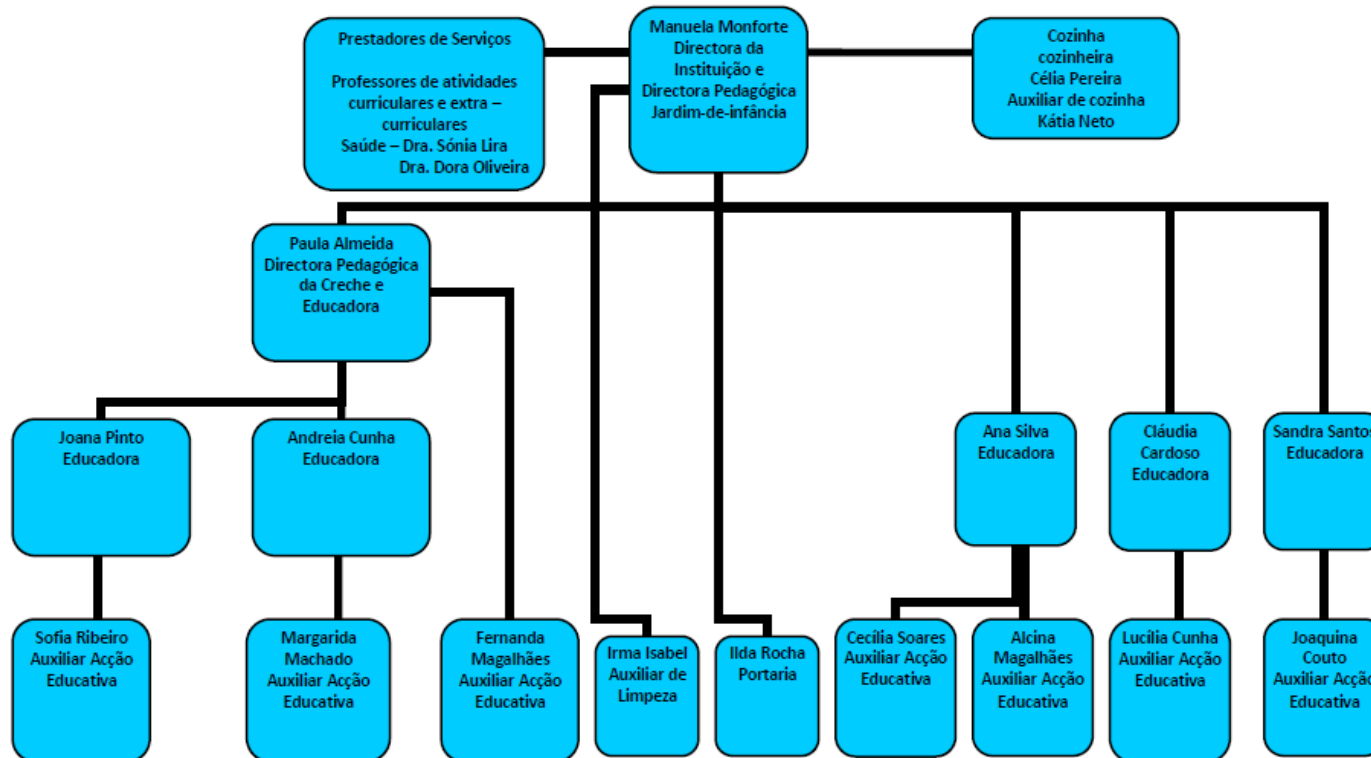 Prestadores de Serviços
Professores de atividades
curriculares e extra –
curriculares
Saúde – Dra. Sónia Lira
Dra. Dora Oliveira
Manuela Monforte
Directora da
Instituição e
Directora Pedagógica
Jardim-de-infância
Cozinha
cozinheira
Célia Pereira
Auxiliar de cozinha
Kátia Neto
Paula Almeida
Directora Pedagógica
da Creche e
Educadora
Joana Pinto
Educadora
Andreia Cunha
Educadora
Ana Silva
Educadora
Cláudia
Cardoso
Educadora
Sandra Santos
Educadora
Sofia Ribeiro
Auxiliar Acção
Educativa
Margarida
Machado
Auxiliar Acção
Educativa
Fernanda
Magalhães
Auxiliar Acção
Educativa
Irma Isabel
Auxiliar de
Limpeza
Ilda Rocha
Portaria
Cecília Soares
Auxiliar Acção
Educativa
Alcina
Magalhães
Auxiliar Acção
Educativa
Lucília Cunha
Auxiliar Acção
Educativa
Joaquina
Couto
Auxiliar Acção
Educativa